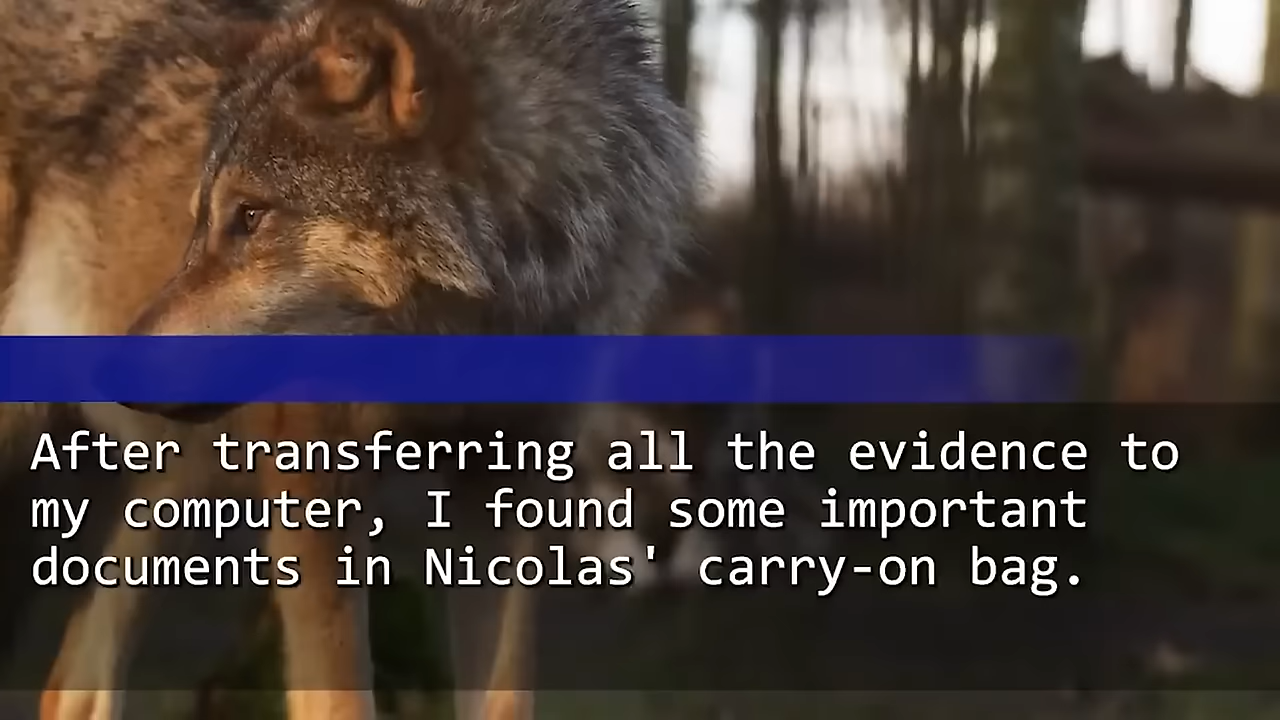 After transferring all the evidence to
my computer, I found some important
documents in Nicolas' carry-on bag.